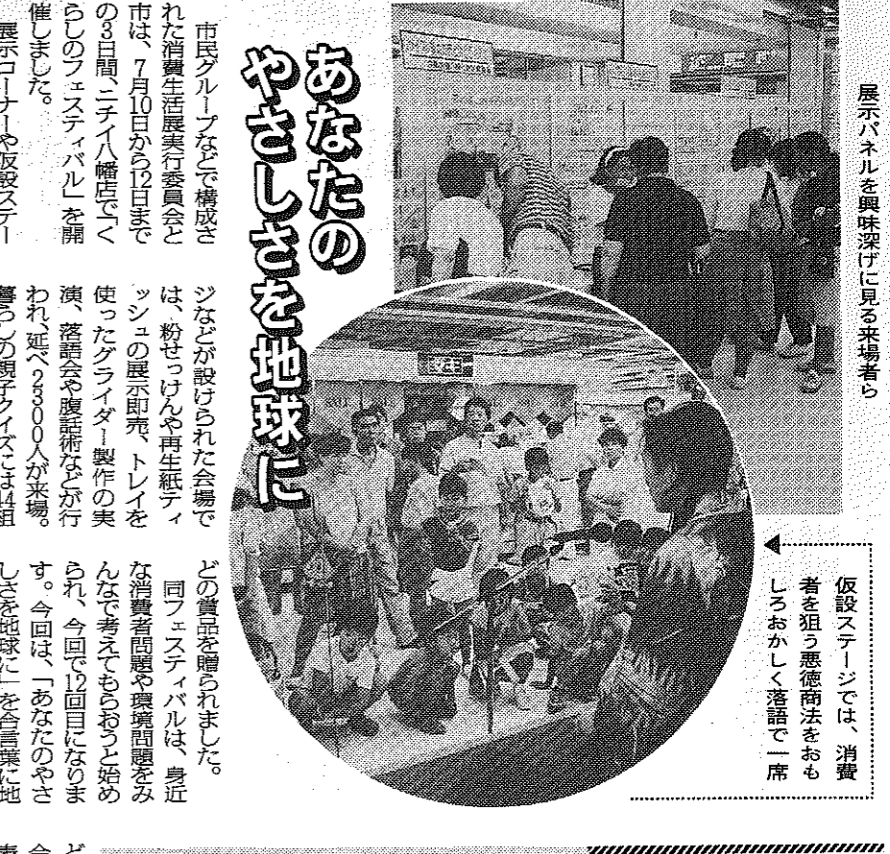 展示パネルを興味深げに見る来場者ら
仮設ステージでは、消費
者を狙う悪徳商法をおも
しろおかしく落語で一席
あなたの
やさしさを地球に
市民グループなどで構成さ
れた消費生活展実行委員会と
市は、7月10日から12日まで
の3日間、ニチイ八幡店で「く
らしのフェスティバル」を開
催しました。
展示コーナーや仮設ステー
ジなどが設けられた会場で
は、粉せっけんや再生紙ティ
ッシュの展示即売、トレイを
使ったグライダー製作の実
演、落語会や腹話術などが行
われ、延べ2300人が来場。
暮らしの親子クイズには14組
どの賞品を贈られました。
同フェスティバルは、身近
な消費者問題や環境問題をみ
んなで考えてもらおうと始め
られ、今回で12回目になりま
す。今回は、「あなたのやさ
しさを地球に」を合言葉に地